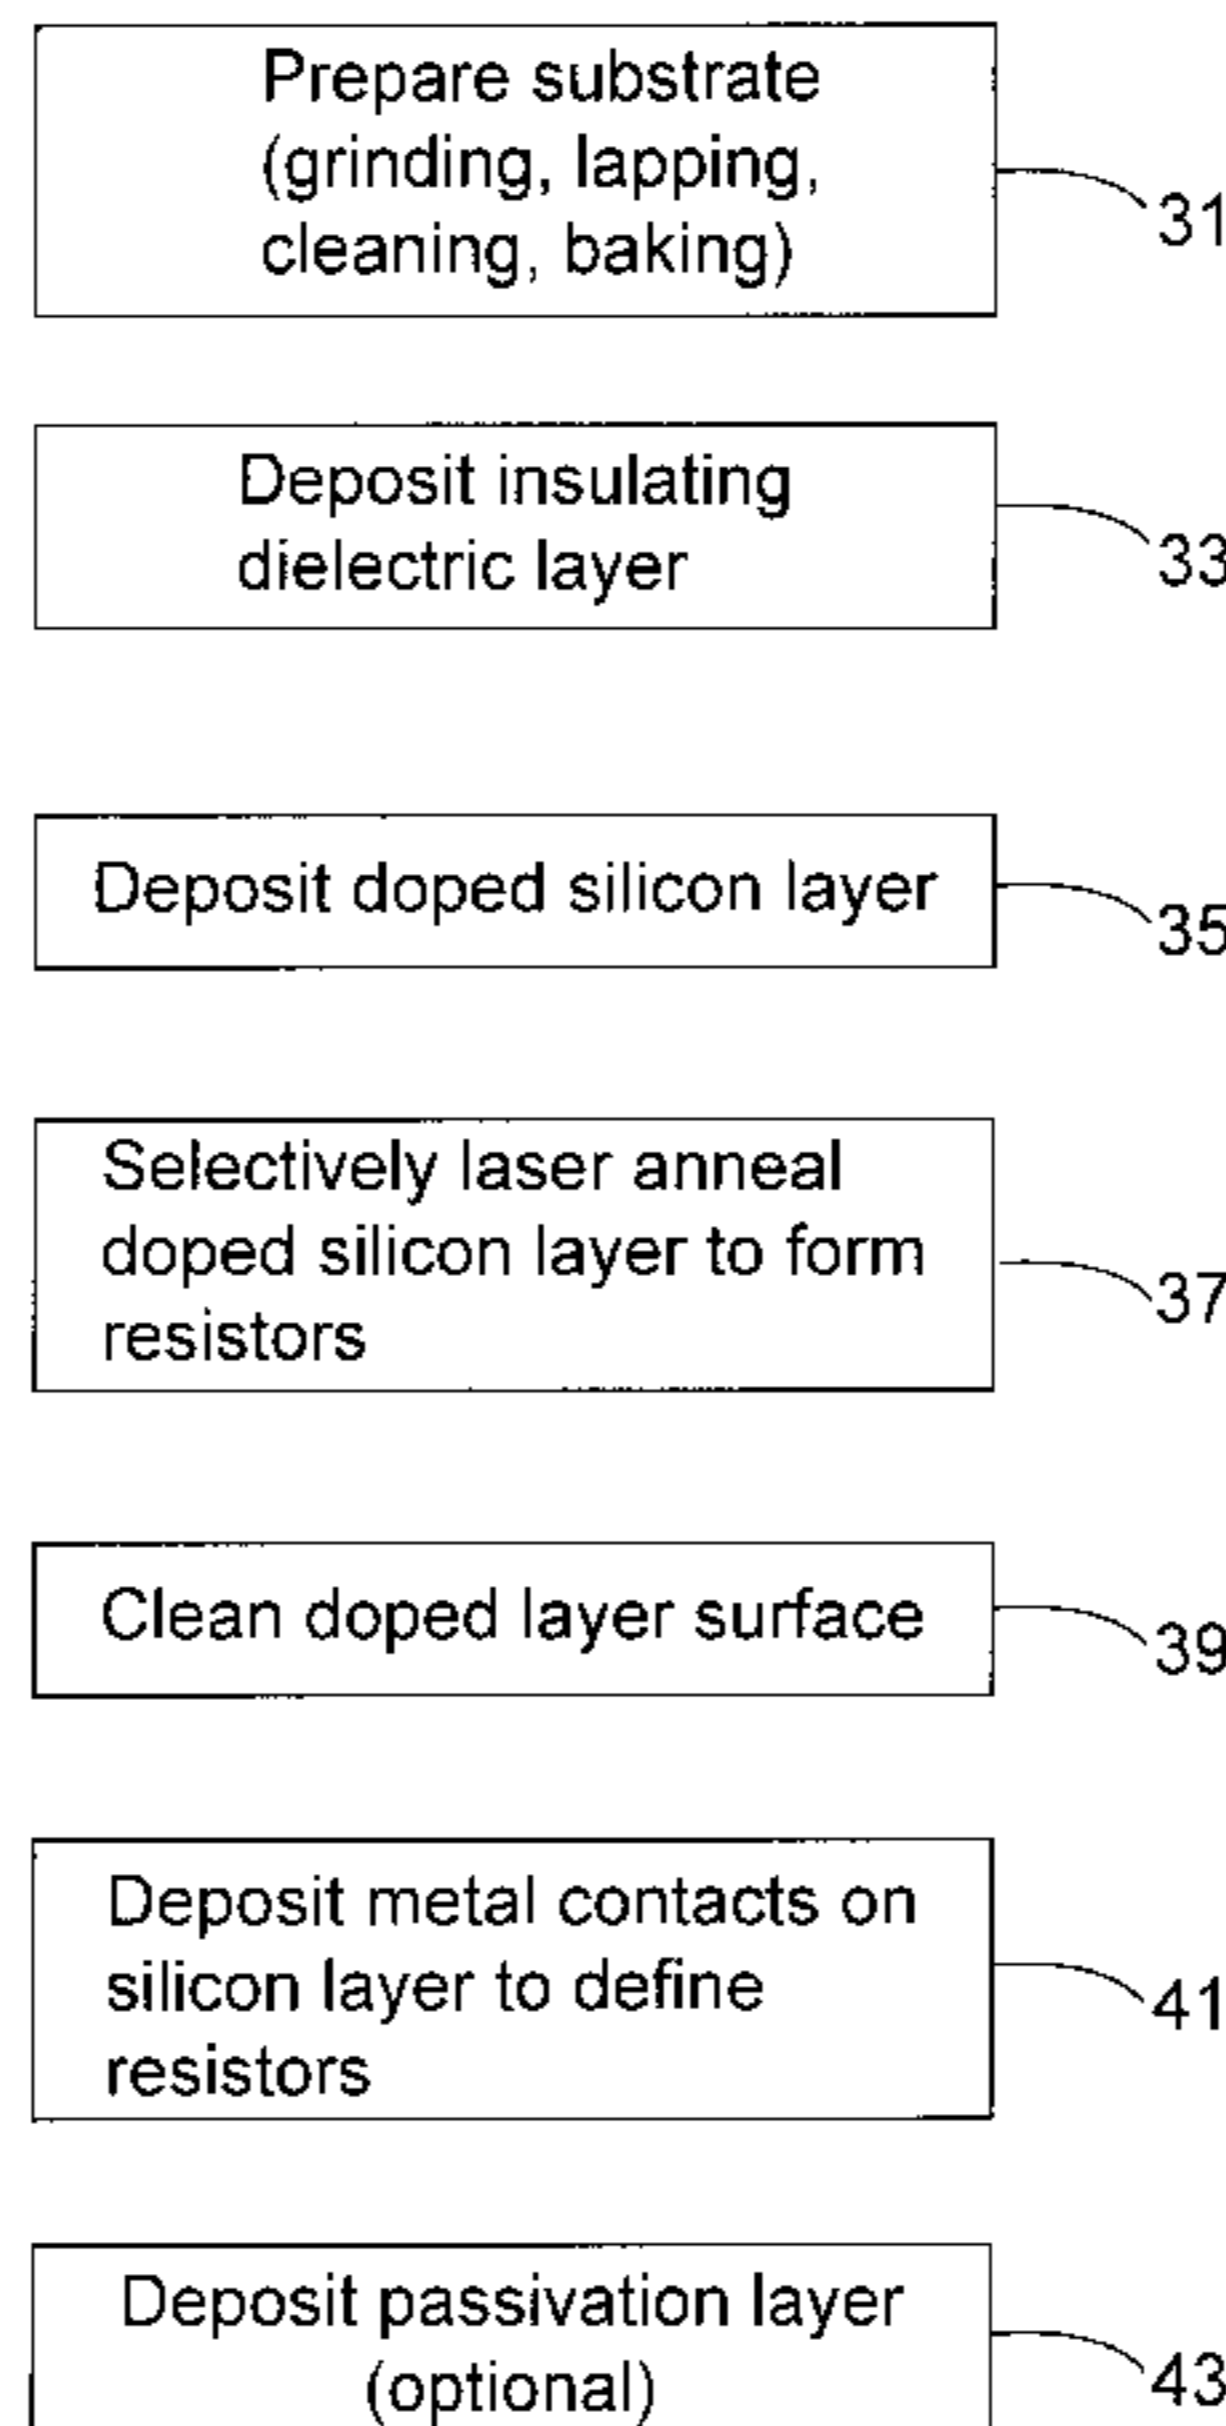 Prepare substrate
(grinding, lapping,
cleaning, baking)
31
Deposit insulating
dielectric layer
33
Deposit doped silicon layer
35
Selectively laser anneal
doped silicon layer to form
resistors
37
Clean doped layer surface
39
Deposit metal contacts on
silicon layer to define
resistors
41
Deposit passivation layer
(optional)
43